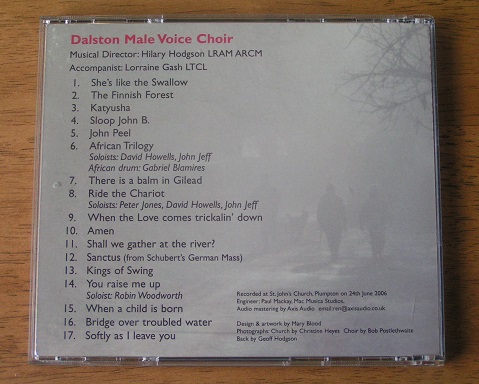 Dalston Male Voice Choir
Musical Director: Hilary Hodgson LRAM ARCM
Accompanist: Lorraine Gash LTCL
1. She's like the Swallow
2. The Finnish Forest
3. Katyusha
4. Sloop John B.
5. John Peel
6. African Trilogy
Soloists: David Howells, John Jeff
African drum: Gabriel Blamires
7. There is a balm in Gilead
8. Ride the Chariot
Soloists: Peter Jones, David Howells, John Jeff
9. When the Love comes trickalin' down
10. Amen
11. Shall we gather at the river?
12. Sanctus (from Schubert's German Mass)
13. Kings of Swing
14. You raise me up
Soloist: Robin Woodworth
15. When a child is born
16. Bridge over troubled water
17. Softly as I leave you
Recorded at St. John's Church, Plumpton on 24th June 2006
Engineer: Paul Mackay, Mac Musica Studios.
Audio mastering by Axis Audio email:ren@axisaudio.co.uk
Design & artwork by Mary Blood
Photographs: Church by Christine Hayes Choir by Bob Postlethwaite
Back by Geoff Hodgson